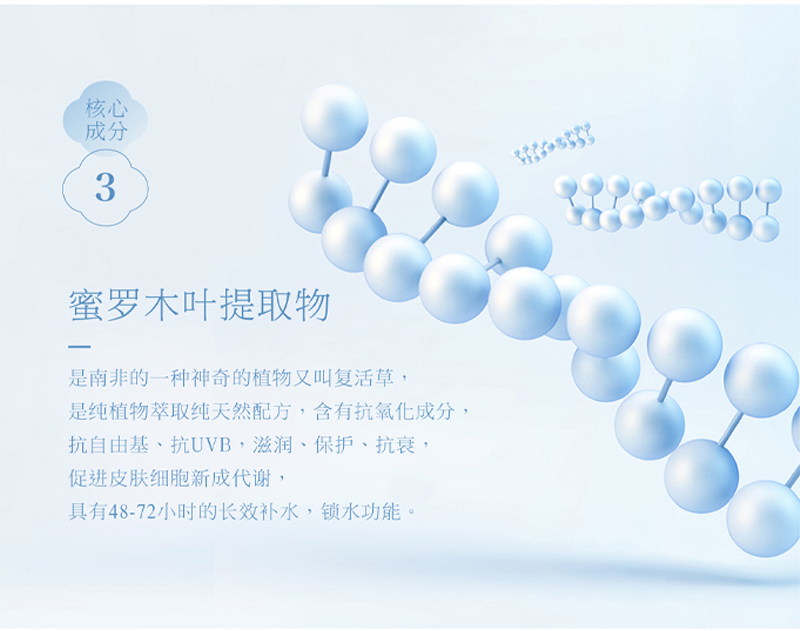 核心
成分
3
蜜罗木叶提取物
是南非的一种神奇的植物又叫复活草，
是纯植物萃取纯天然配方，含有抗氧化成分，
抗自由基、抗UVB，滋润、保护、抗衰，
促进皮肤细胞新成代谢，
具有48-72小时的长效补水，锁水功能。